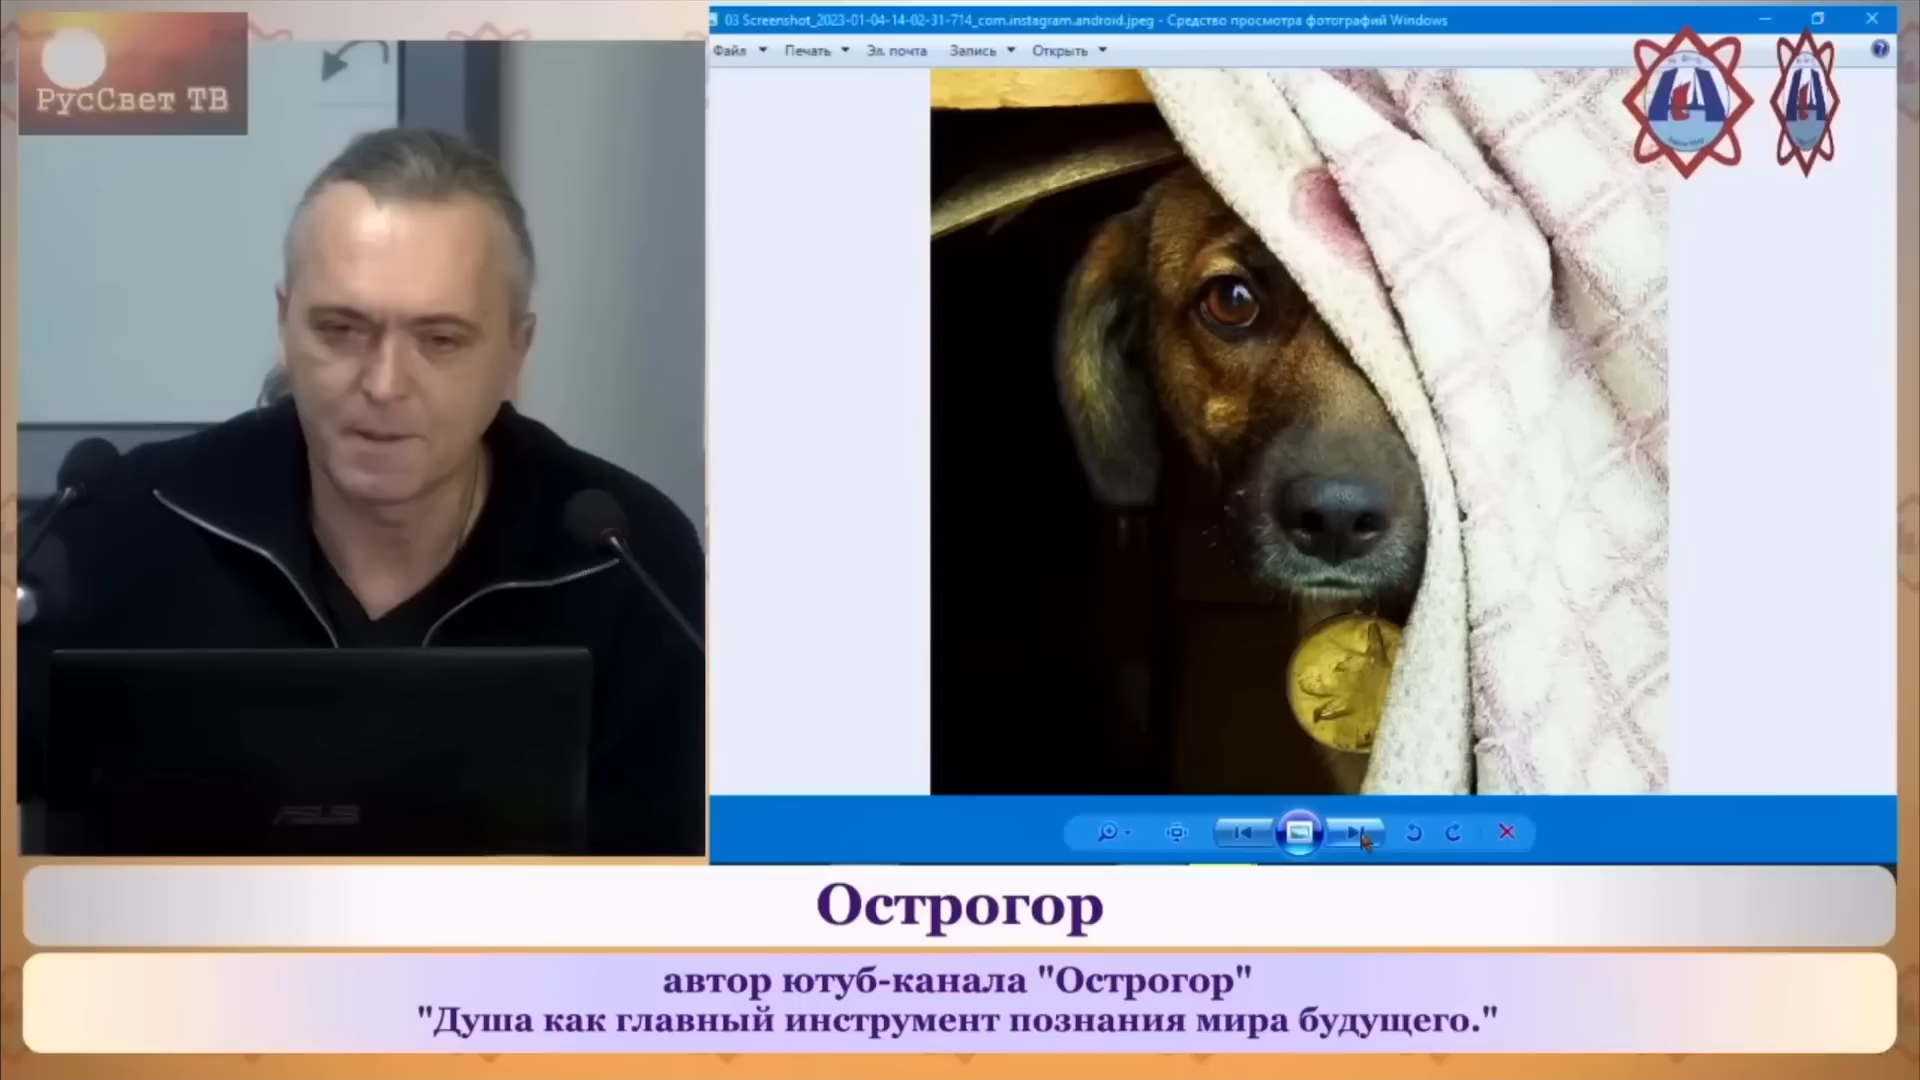 РусСвет ТВ
03 Screenshot_2023-01-04-14-02-31-714_com.instagram.android.jpeg - Средство просмотра фотографий Windows
Файл Печать Эл. почта Запись Открыть
ASUS
Острогор
автор ютуб-канала "Острогор"
"Душа как главный инструмент познания мира будущего."